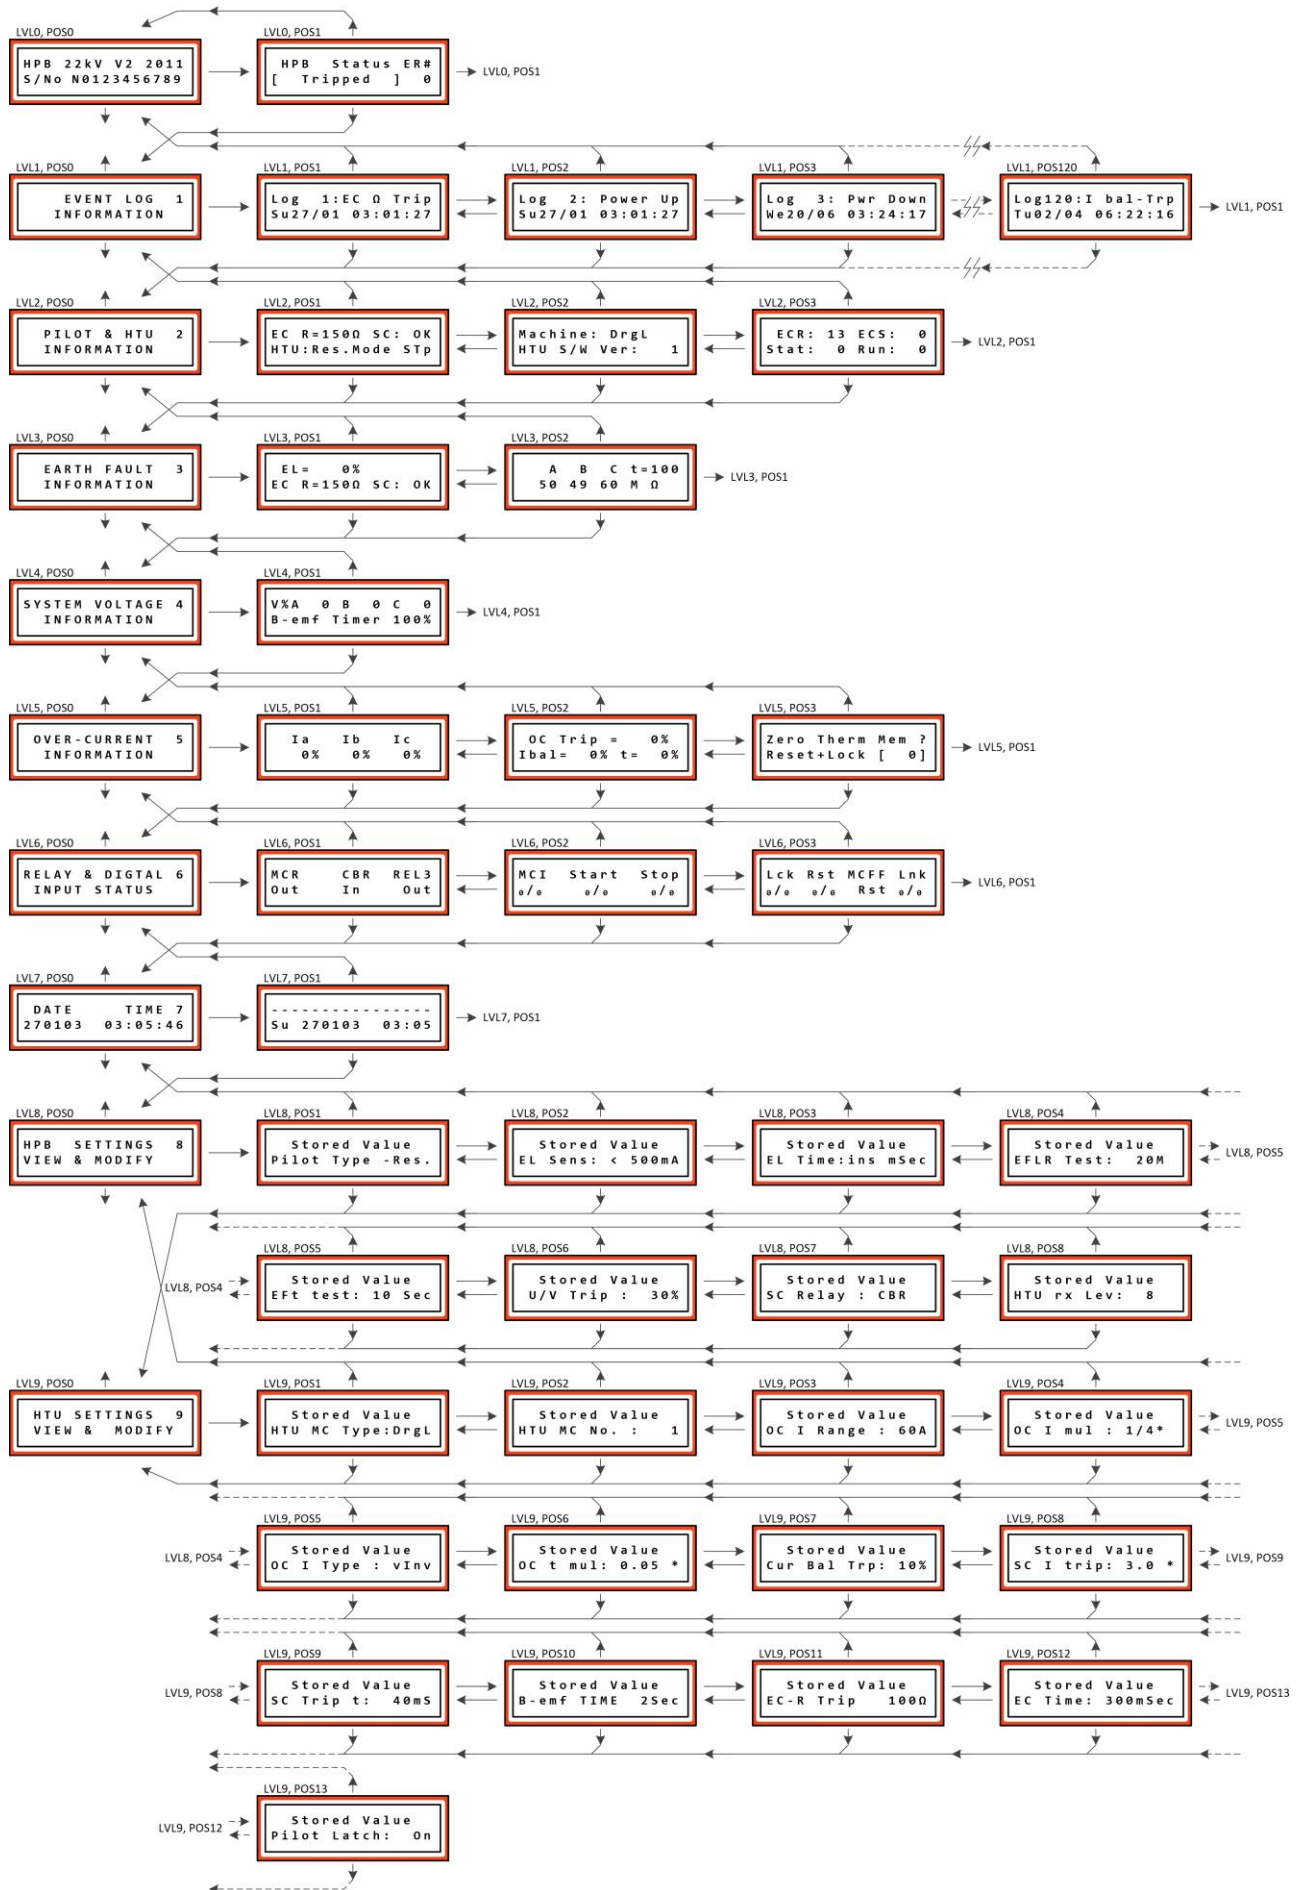 LVL0, POS0
HPB 22kV V2 2011
S/No N0123456789
LVL0, POS1
HPB Status ER#
[ Tripped ] 0
LVL0, POS1
LVL1, POS0
EVENT LOG 1
INFORMATION
LVL1, POS1
Log 1:EC Ω Trip
Su27/01 03:01:27
LVL1, POS2
Log 2: Power Up
Su27/01 03:01:27
LVL1, POS3
Log 3: Pwr Down
We20/06 03:24:17
LVL1, POS120
Log120:I bal-Trp
Tu02/04 06:22:16
LVL1, POS1
LVL2, POS0
PILOT & HTU 2
INFORMATION
LVL2, POS1
EC R=150Ω SC: OK
HTU:Res.Mode STp
LVL2, POS2
Machine: DrgL
HTU S/W Ver: 1
LVL2, POS3
ECR: 13 ECS: 0
Stat: 0 Run: 0
LVL2, POS1
LVL3, POS0
EARTH FAULT 3
INFORMATION
LVL3, POS1
EL= 0%
EC R=150Ω SC: OK
LVL3, POS2
A B C t=100
50 49 60 M Ω
LVL3, POS1
LVL4, POS0
SYSTEM VOLTAGE 4
INFORMATION
LVL4, POS1
V%A 0 B 0 C 0
B-emf Timer 100%
LVL4, POS1
LVL5, POS0
OVER-CURRENT 5
INFORMATION
LVL5, POS1
Ia Ib Ic
0% 0% 0%
LVL5, POS2
OC Trip = 0%
Ibal= 0% t= 0%
LVL5, POS3
Zero Therm Mem ?
Reset+Lock [ 0]
LVL5, POS1
LVL6, POS0
RELAY & DIGTAL 6
INPUT STATUS
LVL6, POS1
MCR CBR REL3
Out In Out
LVL6, POS2
MCI Start Stop
0/0 0/0 0/0
LVL6, POS3
Lck Rst MCFF Lnk
0/0 0/0 Rst 0/0
LVL6, POS1
LVL7, POS0
DATE TIME 7
270103 03:05:46
LVL7, POS1
----------------
Su 270103 03:05
LVL7, POS1
LVL8, POS0
HPB SETTINGS 8
VIEW & MODIFY
LVL8, POS1
Stored Value
Pilot Type -Res.
LVL8, POS2
Stored Value
EL Sens: < 500mA
LVL8, POS3
Stored Value
EL Time:ins mSec
LVL8, POS4
Stored Value
EFLR Test: 20M
LVL8, POS5
LVL8, POS4
LVL8, POS5
Stored Value
EFt test: 10 Sec
LVL8, POS6
Stored Value
U/V Trip : 30%
LVL8, POS7
Stored Value
SC Relay : CBR
LVL8, POS8
Stored Value
HTU rx Lev: 8
LVL9, POS0
HTU SETTINGS 9
VIEW & MODIFY
LVL9, POS1
Stored Value
HTU MC Type:DrgL
LVL9, POS2
Stored Value
HTU MC No. : 1
LVL9, POS3
Stored Value
OC I Range : 60A
LVL9, POS4
Stored Value
OC I mul : 1/4*
LVL9, POS5
LVL8, POS4
LVL9, POS5
Stored Value
OC I Type : vInv
LVL9, POS6
Stored Value
OC t mul: 0.05 *
LVL9, POS7
Stored Value
Cur Bal Trp: 10%
LVL9, POS8
Stored Value
SC I trip: 3.0 *
LVL9, POS9
LVL9, POS8
LVL9, POS9
Stored Value
SC Trip t: 40mS
LVL9, POS10
Stored Value
B-emf TIME 2Sec
LVL9, POS11
Stored Value
EC-R Trip 100Ω
LVL9, POS12
Stored Value
EC Time: 300mSec
LVL9, POS13
LVL9, POS12
LVL9, POS13
Stored Value
Pilot Latch: On